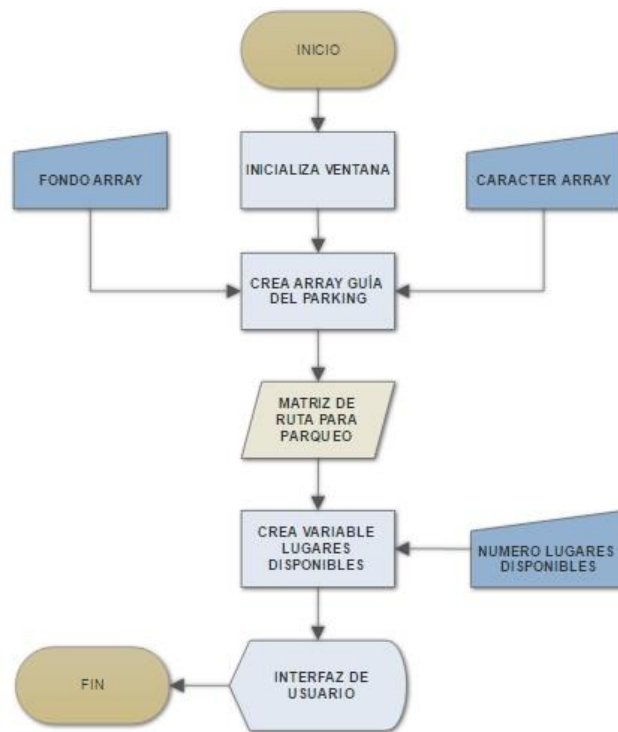 INICIO
INICIALIZA VENTANA
FONDO ARRAY
CARACTER ARRAY
CREA ARRAY GUÍA
DEL PARKING
MATRIZ DE
RUTA PARA
PARQUEO
CREA VARIABLE
LUGARES
DISPONIBLES
NUMERO LUGARES
DISPONIBLES
INTERFAZ DE
USUARIO
FIN